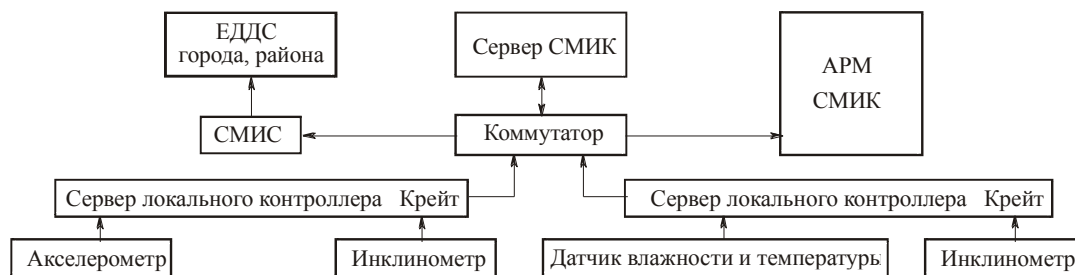 ЕДДС
города, района
Сервер СМИК
АРМ
СМИК
СМИС
Коммутатор
Сервер локального контроллера Крейт
Сервер локального контроллера Крейт
Акселерометр
Инклинометр
Датчик влажности и температуры
Инклинометр